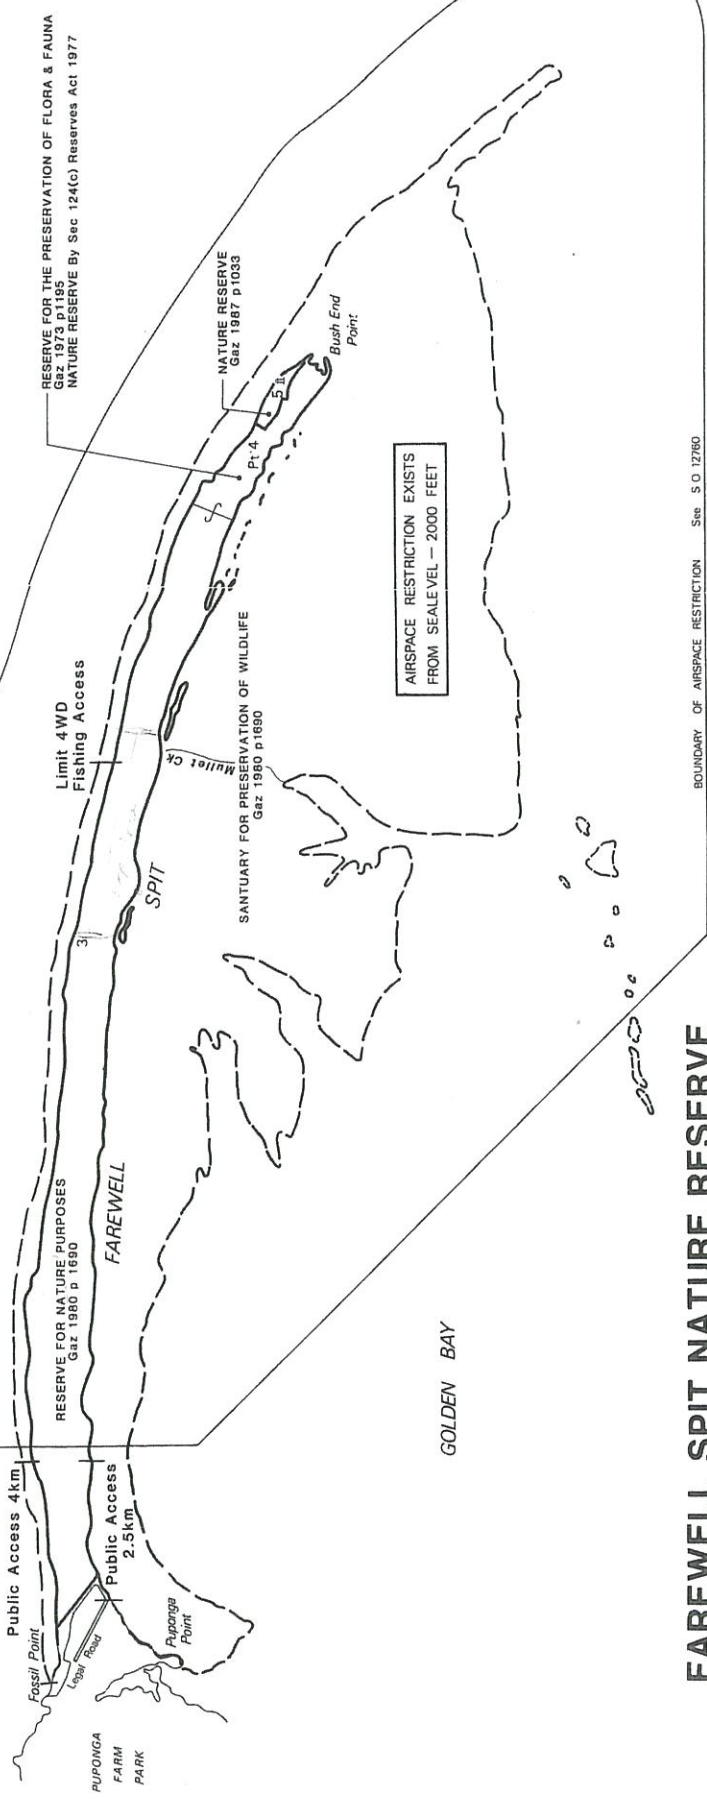 RESERVE FOR THE PRESERVATION OF FLORA & FAUNA
Gaz 1973 p1195
NATURE RESERVE By Sec 124(c) Reserves Act 1977
NATURE RESERVE
Gaz 1987 p1033
Bush End
Point
5
Pt 4
Limit 4WD
Fishing Access
AIRSPACE RESTRICTION EXISTS
FROM SEALEVEL – 2000 FEET
SANTUARY FOR PRESERVATION OF WILDLIFE
Gaz 1980 p1690
Mullet Ck
3
FAREWELL SPIT
RESERVE FOR NATURE PURPOSES
Gaz 1980 p 1690
Public Access 4km
Public Access
2.5km
Fossil Point
Legal Road
Puponga
Point
PUPONGA
FARM
PARK
GOLDEN BAY
BOUNDARY OF AIRSPACE RESTRICTION See S O 12760
FAREWELL SPIT NATURE RESERVE